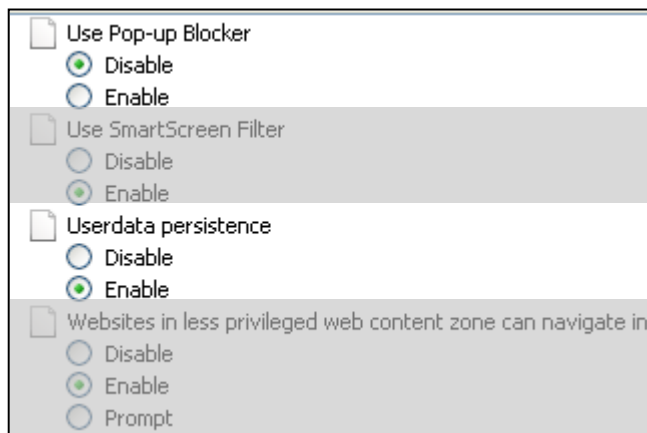 Use Pop-up Blocker
Disable
Enable
Use SmartScreen Filter
Disable
Enable
Userdata persistence
Disable
Enable
Websites in less privileged web content zone can navigate in
Disable
Enable
Prompt